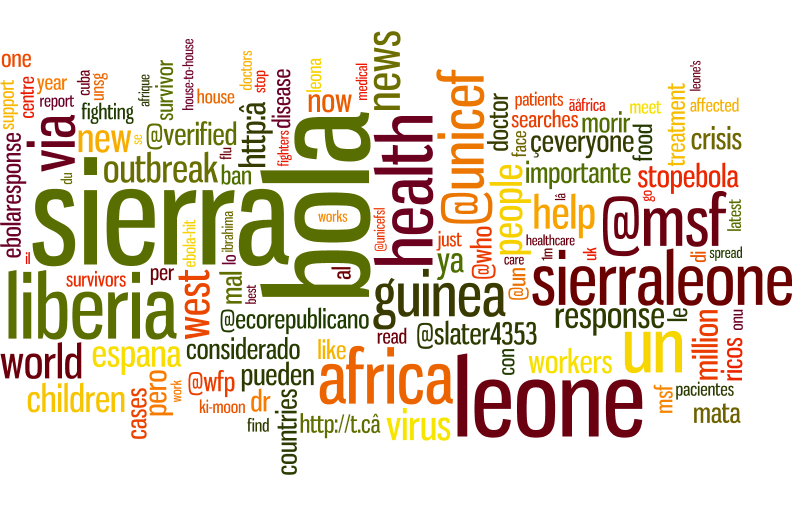 one
support
centre
year
report
cuba
unsg
fighting
afrique
survivor
house-to-house
house
doctors
stop
disease
fighters
leona
now
medical
news
@unicef
doctor
patients
searches
ãáfrica
morir
meet
food
treatment
leone's
affected
crisis
via
new
se
@verified
flu
http:â
ban
outbreak
ebolaresponse
du
sierra
bola
works
al
health
@unicefsl
people
face
çeveryone
importante
stopebola
go
help
lâ
@msf
latest
spread
di
uk
healthcare
1m
care
@un
@who
just
ya
sierraleone
ebola-hit
lo
ibrahima
survivors
per
west
mal
best
liberia
@ecorepublicano
guinea
read
@slater4353
response
le
million
onu
ricos
un
world
espana
considerado
like
africa
leone
con
workers
children
cases
pero
work
@wfp
ki-moon
pueden
dr
find
countries
http://t.câ
virus
msf
pacientes
mata